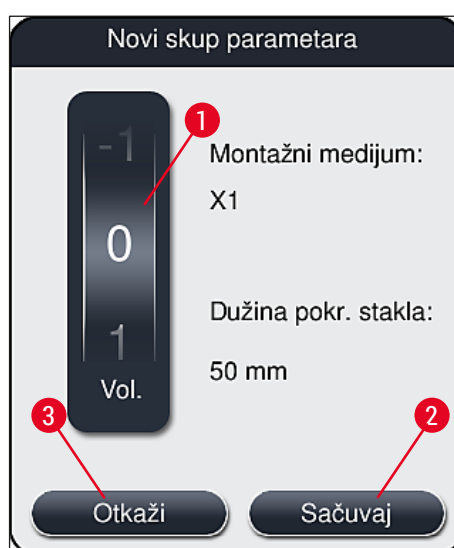 Novi skup parametara
-1
0
1
Vol.
1
Montažni medijum:
X1
Dužina pokr. stakla:
50 mm
3
2
Otkaži
Sačuvaj